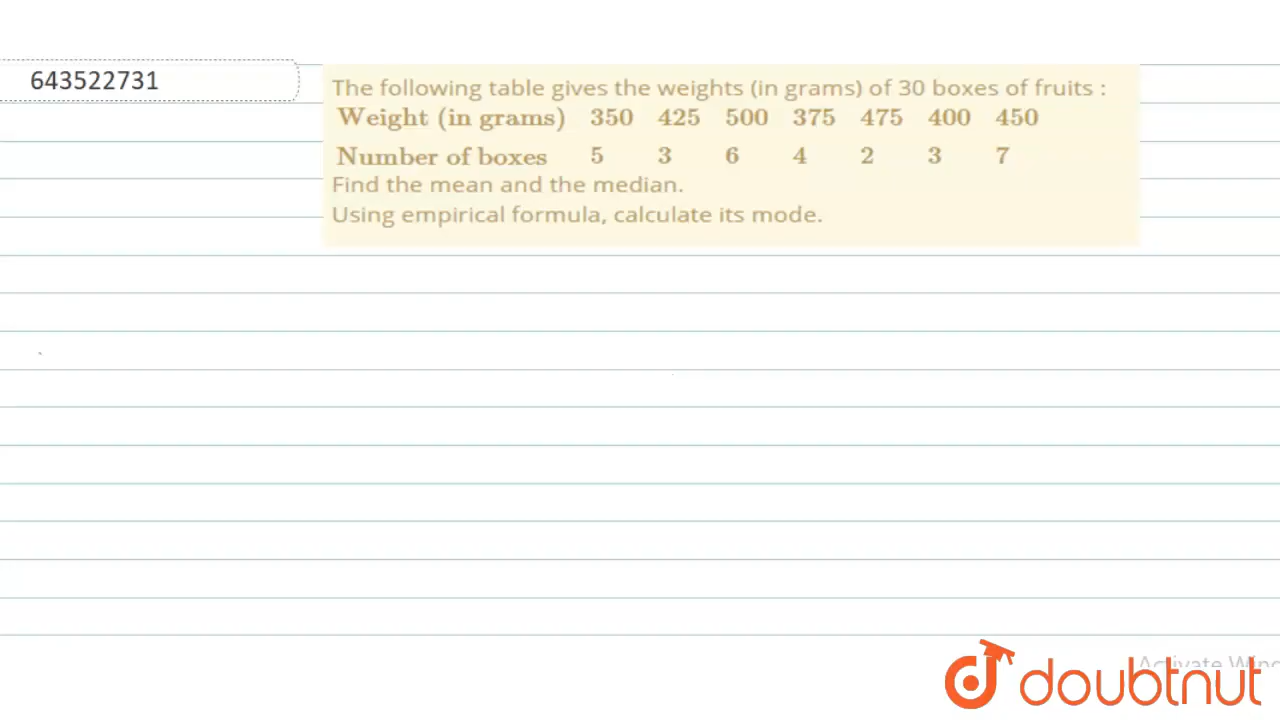 643522731
The following table gives the weights (in grams) of 30 boxes of fruits :
Weight (in grams) 350 425 500 375 475 400 450
Number of boxes 5 3 6 4 2 3 7
Find the mean and the median.
Using empirical formula, calculate its mode.
Activate Wind
doubtnut